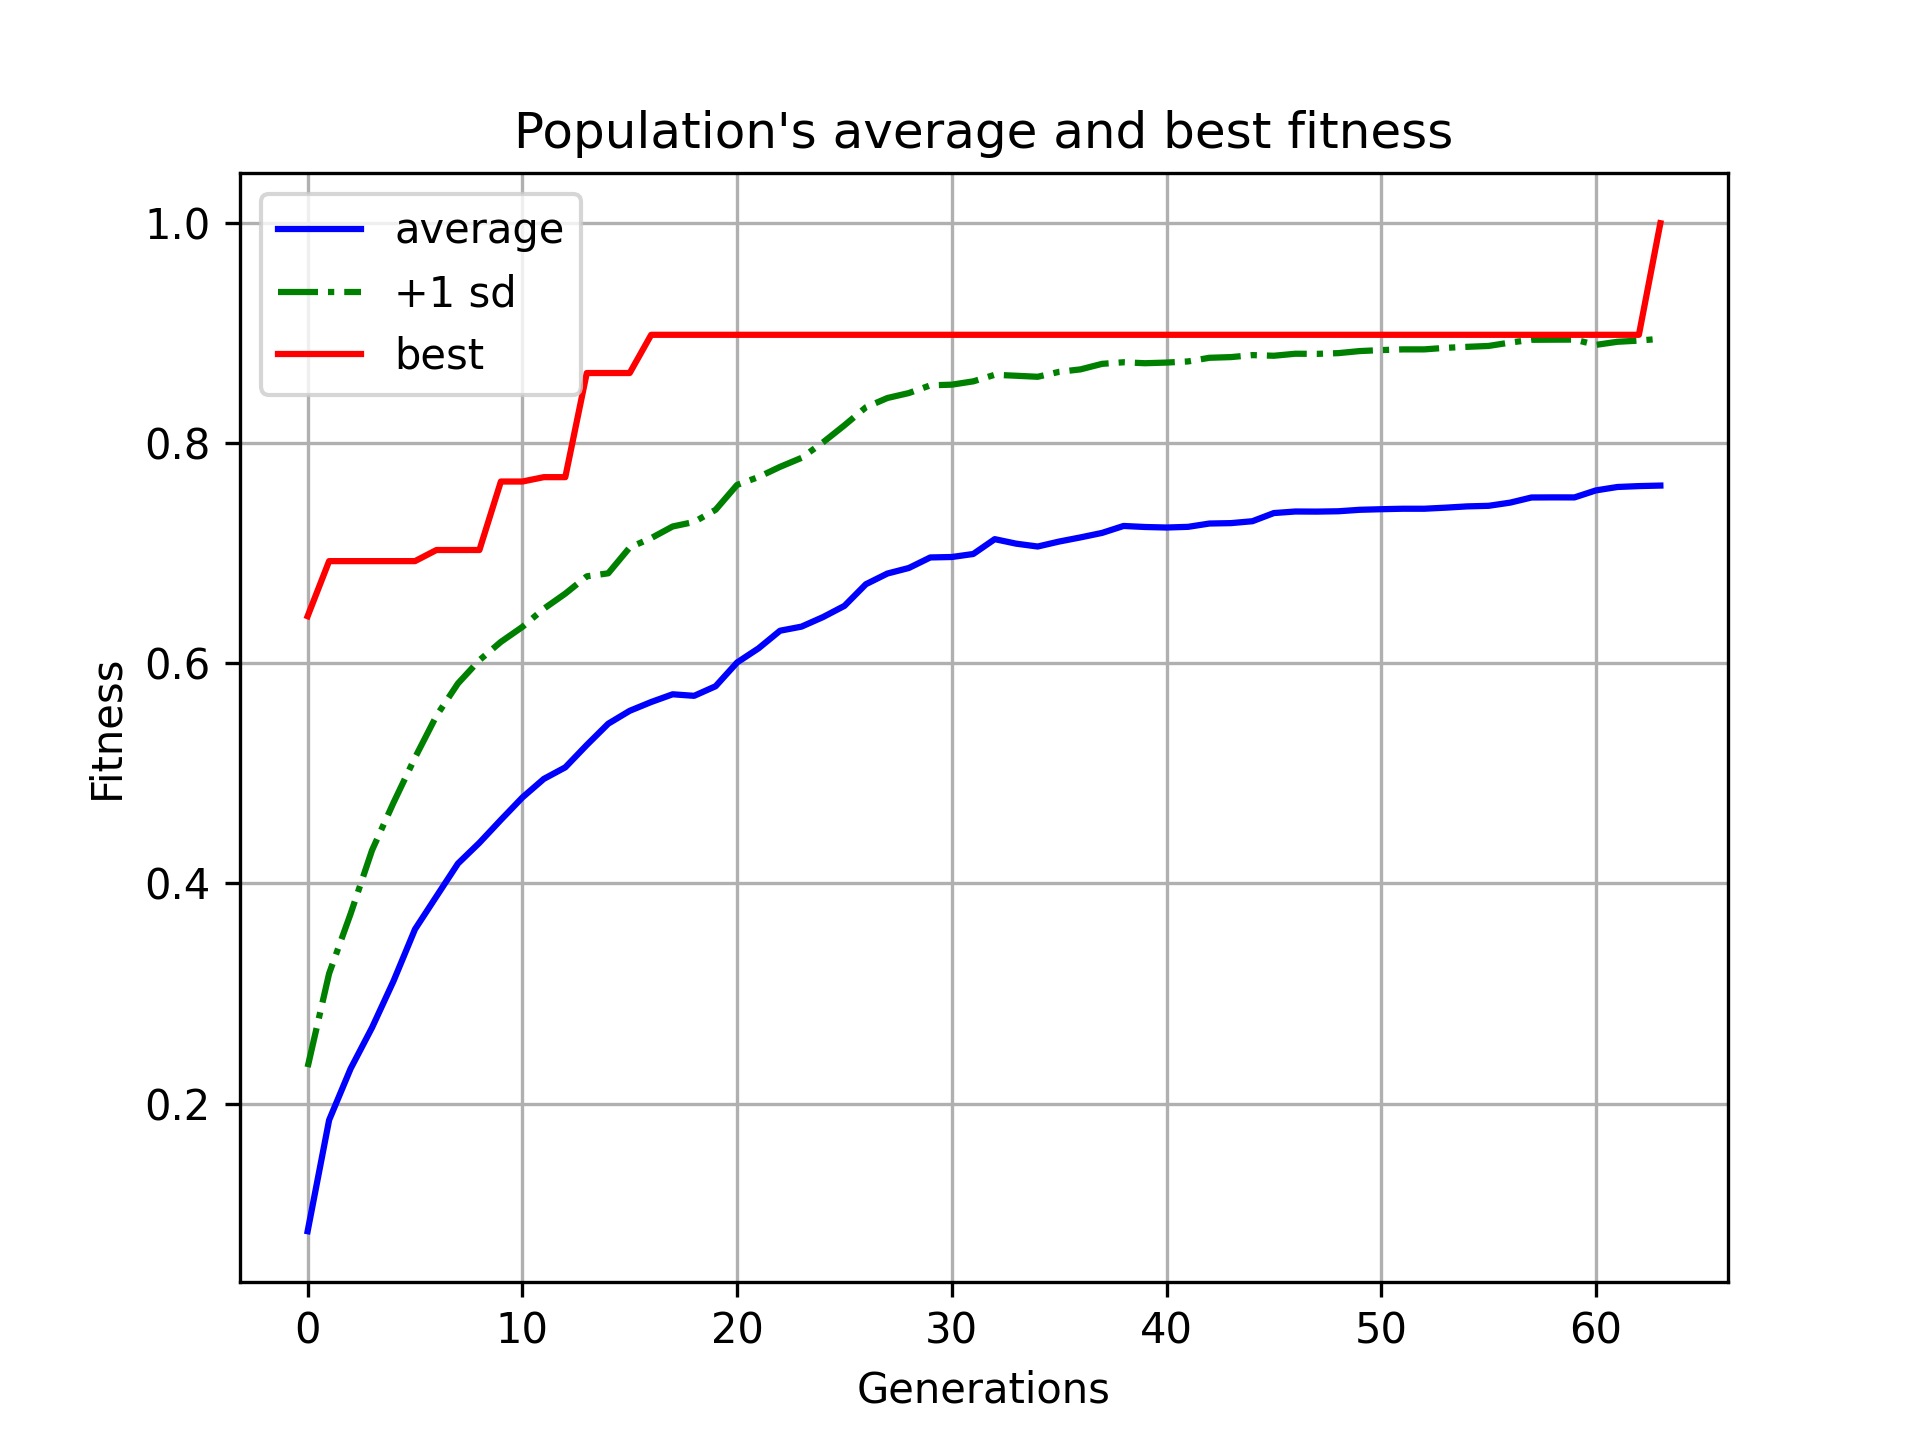 Population's average and best fitness
average
+1 sd
best
1.0
0.8
0.6
0.4
0.2
Fitness
0 10 20 30 40 50 60
Generations